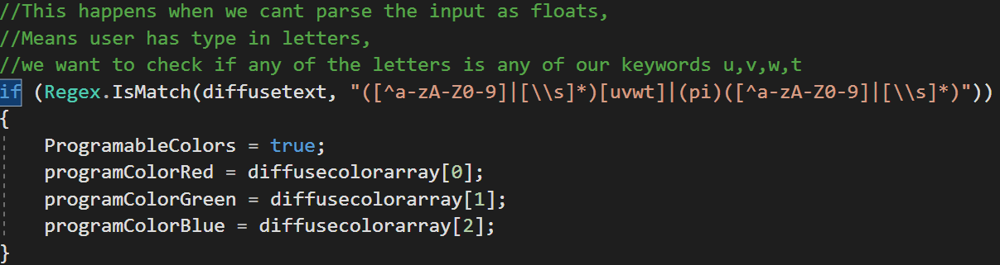 //This happens when we cant parse the input as floats,
//Means user has type in letters,
//we want to check if any of the letters is any of our keywords u,v,w,t
if (Regex.IsMatch(diffusetext, "([^a-zA-Z0-9]|[\\s]*)[uvwt]|(pi)([^a-zA-Z0-9]|[\\s]*)"))
{
ProgramableColors = true;
programColorRed = diffusecolorarray[0];
programColorGreen = diffusecolorarray[1];
programColorBlue = diffusecolorarray[2];
}